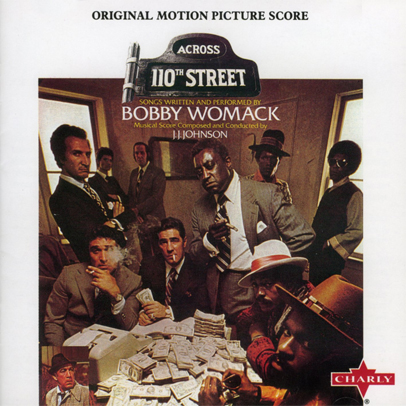 ORIGINAL MOTION PICTURE SCORE
ACROSS
110TH STREET
SONGS WRITTEN AND PERFORMED BY
BOBBY WOMACK
Musical Score Composed and Conducted by
J.J. JOHNSON
CHARLY
®